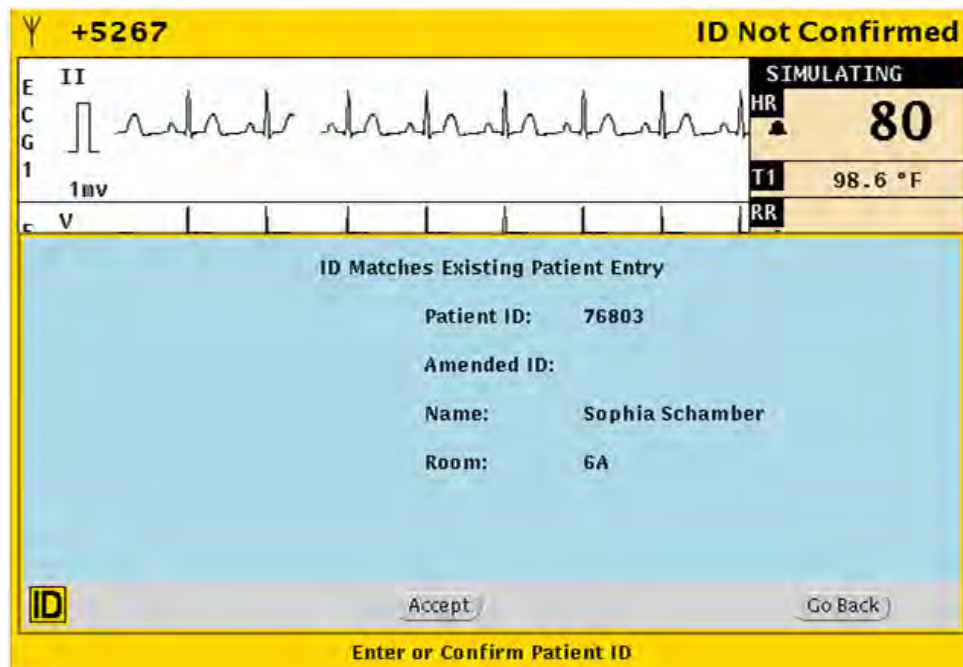 +5267 ID Not Confirmed
II
ECG1
1mv
SIMULATING
HR 80
T1 98.6 °F
V
RR
ID Matches Existing Patient Entry
Patient ID: 76803
Amended ID:
Name: Sophia Schamber
Room: 6A
ID Accept Go Back
Enter or Confirm Patient ID